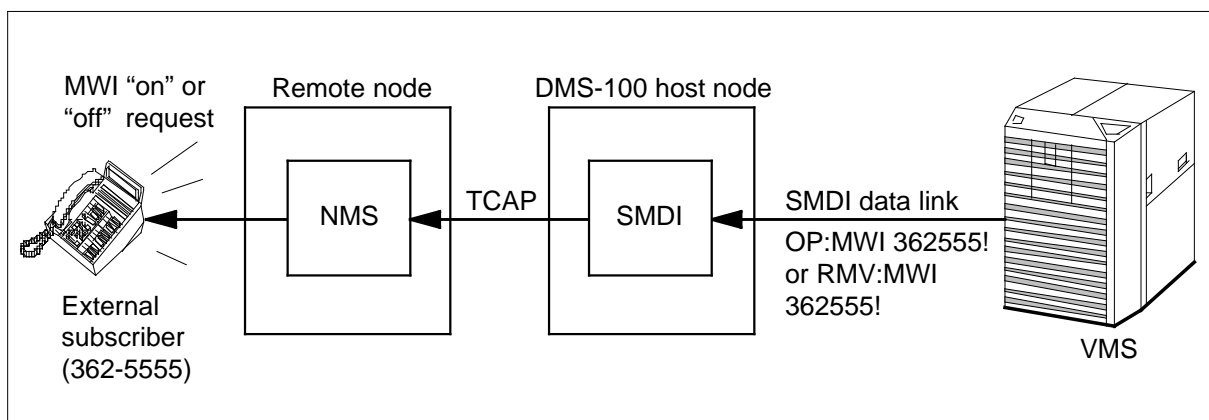 MWI “on” or
“off” request
Remote node
DMS-100 host node
NMS
TCAP
SMDI
SMDI data link
OP:MWI 362555!
or RMV:MWI
362555!
External
subscriber
(362-5555)
VMS